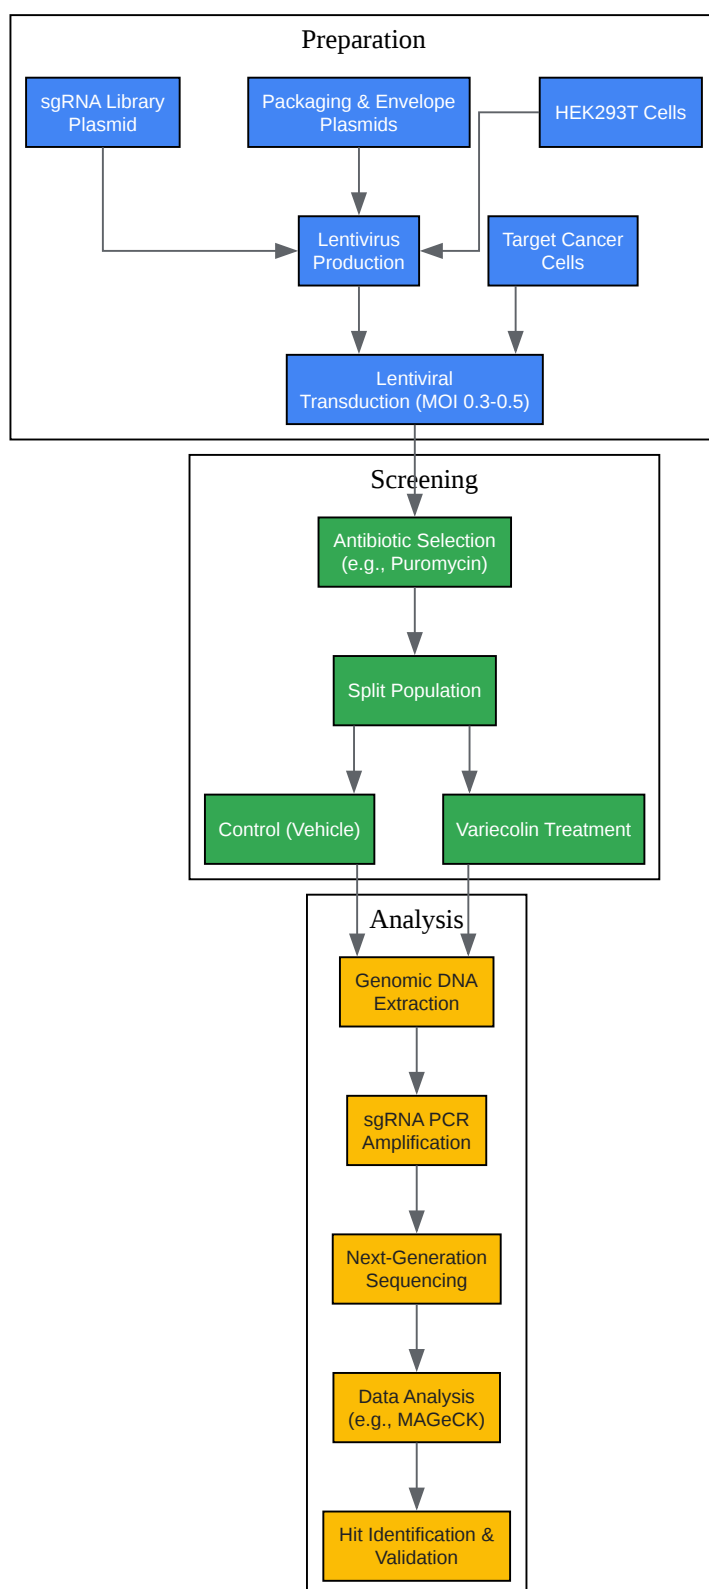 Preparation
sgRNA Library
Plasmid
Packaging & Envelope
Plasmids
HEK293T Cells
Lentivirus
Production
Target Cancer
Cells
Lentiviral
Transduction (MOI 0.3-0.5)
Screening
Antibiotic Selection
(e.g., Puromycin)
Split Population
Control (Vehicle)
Variecolin Treatment
Analysis
Genomic DNA
Extraction
sgRNA PCR
Amplification
Next-Generation
Sequencing
Data Analysis
(e.g., MAGeCK)
Hit Identification &
Validation